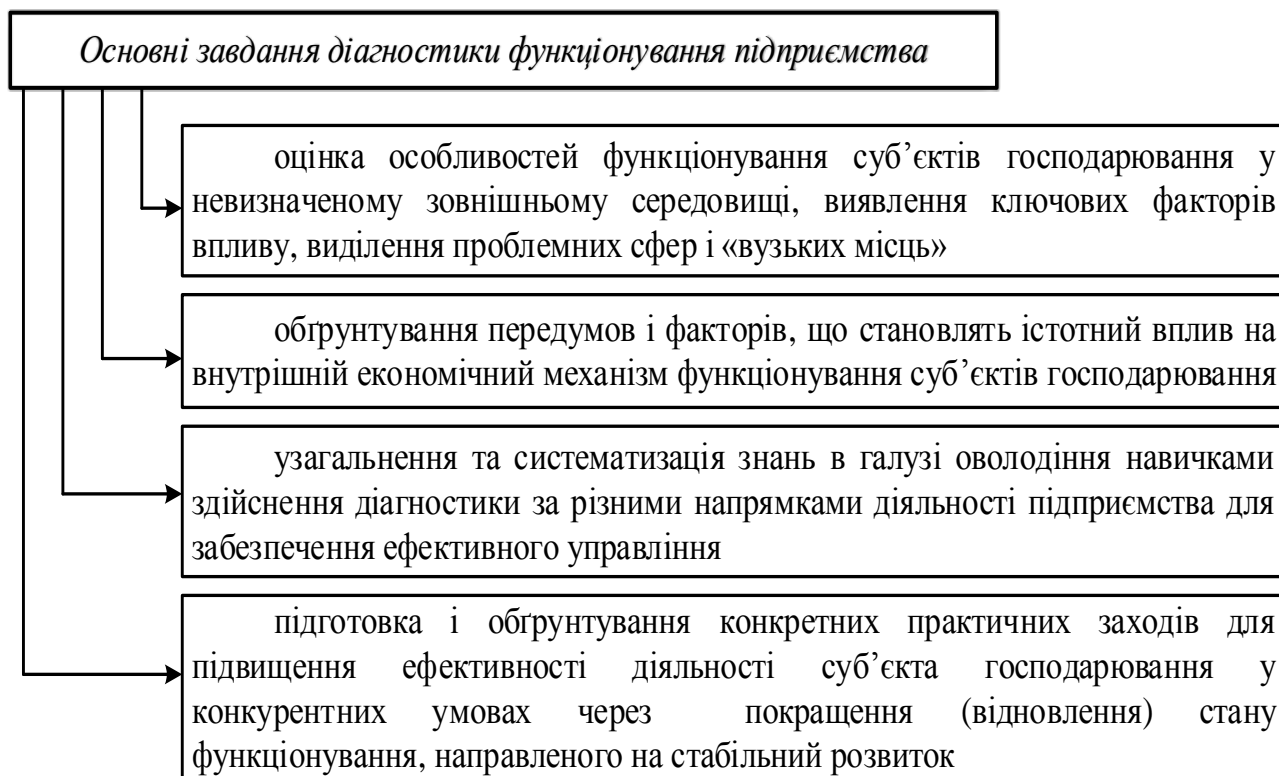 Основні завдання діагностики функціонування підприємства
оцінка особливостей функціонування суб’єктів господарювання у
невизначеному зовнішньому середовищі, виявлення ключових факторів
впливу, виділення проблемних сфер і «вузьких місць»
обґрунтування передумов і факторів, що становлять істотний вплив на
внутрішній економічний механізм функціонування суб’єктів господарювання
узагальнення та систематизація знань в галузі оволодіння навичками
здійснення діагностики за різними напрямками діяльності підприємства для
забезпечення ефективного управління
підготовка і обґрунтування конкретних практичних заходів для
підвищення ефективності діяльності суб’єкта господарювання у
конкурентних умовах через покращення (відновлення) стану
функціонування, направленого на стабільний розвиток